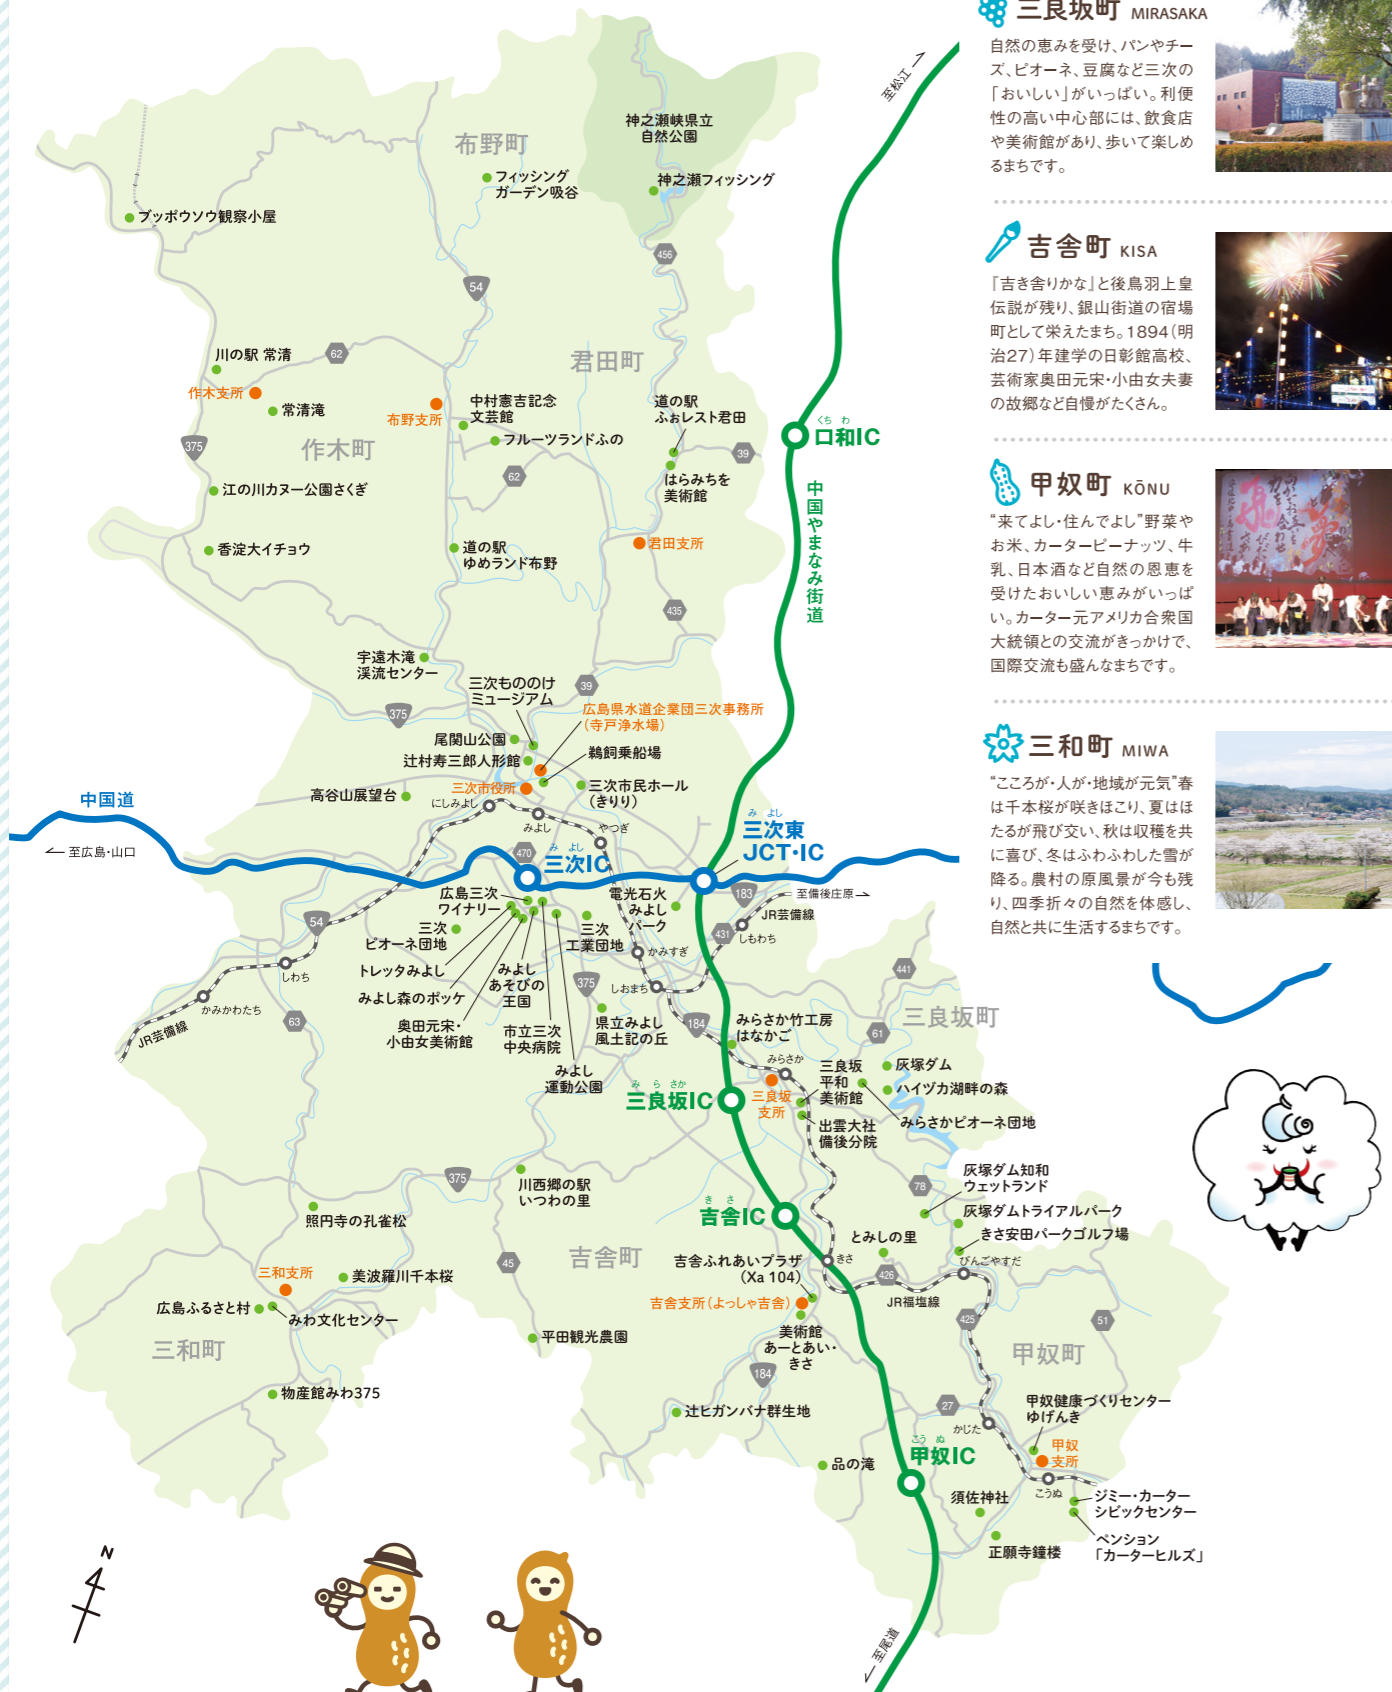 三良坂町 MIRASAKA
自然の恵みを受け、パンやチー
ズ、ピオーネ、豆腐など三次の
「おいしい」がいっぱい。利便
性の高い中心部には、飲食店
や美術館があり、歩いて楽しめ
るまちです。
吉舎町 KISA
『吉き舎りかな』と後鳥羽上皇
伝説が残り、銀山街道の宿場
町として栄えたまち。1894(明
治27)年建学の日彰館高校、
芸術家奥田元宋・小由女夫妻
の故郷など自慢がたくさん。
甲奴町 KŌNU
“来てよし・住んでよし”野菜や
お米、カーターピーナッツ、牛
乳、日本酒など自然の恩恵を
受けたおいしい恵みがいっぱ
い。カーター元アメリカ合衆国
大統領との交流がきっかけで、
国際交流も盛んなまちです。
三和町 MIWA
“こころが・人が・地域が元気”春
は千本桜が咲きほこり、夏はほ
たるが飛び交い、秋は収穫を共
に喜び、冬はふわふわした雪が
降る。農村の原風景が今も残
り、四季折々の自然を体感し、
自然と共に生活するまちです。
至松江
神之瀬峡県立
自然公園
布野町
フィッシング
ガーデン吸谷
神之瀬フィッシング
ブッポウソウ観察小屋
456
54
川の駅 常清
62
君田町
作木支所
常清滝
布野支所
中村憲吉記念
文芸館
道の駅
ふぉレスト君田
くち わ
口和IC
375
作木町
フルーツランドふの
39
62
はらみちを
美術館
中国やまなみ街道
江の川カヌー公園さくぎ
香淀大イチョウ
道の駅
ゆめランド布野
君田支所
435
宇遠木滝
渓流センター
三次もののけ
ミュージアム
39
375
広島県水道企業団三次事務所
(寺戸浄水場)
尾関山公園
辻村寿三郎人形館
鵜飼乗船場
三次市役所
三次市民ホール
(きりり)
高谷山展望台
にしみよし
みよし
やつぎ
中国道
至広島・山口
み よし
三次東
JCT・IC
470
み よし
三次IC
183
至備後庄原
広島三次
ワイナリー
電光石火
みよし
パーク
JR芸備線
三次
ピオーネ団地
三次
工業団地
431
しもわち
54
トレッタみよし
みよし
あそびの
王国
かみすぎ
しわち
みよし森のポッケ
375
しおまち
441
かみかわたち
63
奥田元宋・
小由女美術館
市立三次
中央病院
県立みよし
風土記の丘
184
みらさか竹工房
はなかご
61
三良坂町
JR芸備線
みよし
運動公園
みらさか
三良坂
平和
美術館
灰塚ダム
ハイヅカ湖畔の森
み ら さか
三良坂IC
三良坂
支所
出雲大社
備後分院
みらさかピオーネ団地
375
川西郷の駅
いつわの里
78
灰塚ダム知和
ウェットランド
照円寺の孔雀松
き さ
吉舎IC
灰塚ダムトライアルパーク
とみしの里
きさ安田パークゴルフ場
吉舎町
45
吉舎ふれあいプラザ
(Xa 104)
きさ
426
びんごやすだ
三和支所
美波羅川千本桜
吉舎支所(よっしゃ吉舎)
JR福塩線
広島ふるさと村
みわ文化センター
425
51
三和町
平田観光農園
美術館
あーとあい・
きさ
甲奴町
184
物産館みわ375
辻ヒガンバナ群生地
27
甲奴健康づくりセンター
ゆげんき
かじた
こう ぬ
甲奴IC
甲奴
支所
品の滝
こうぬ
須佐神社
ジミー・カーター
シビックセンター
正願寺鐘楼
ペンション
「カーターヒルズ」
N
至尾道